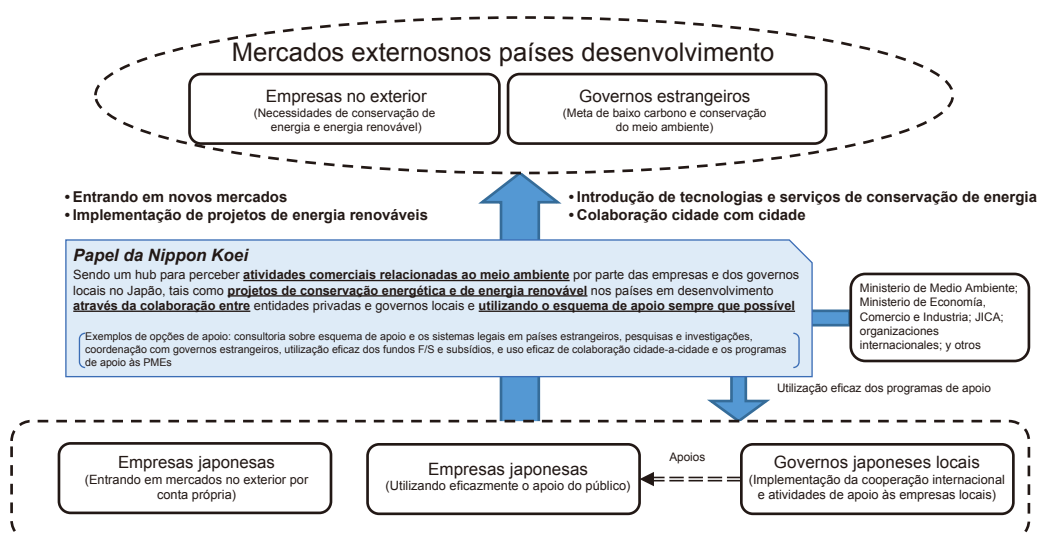 Mercados externosnos países desenvolvimento
Empresas no exterior
(Necessidades de conservação de
energia e energia renovável)
Governos estrangeiros
(Meta de baixo carbono e conservação
do meio ambiente)
• Entrando em novos mercados
• Implementação de projetos de energia renováveis
• Introdução de tecnologias e serviços de conservação de energia
• Colaboração cidade com cidade
Papel da Nippon Koei
Sendo um hub para perceber atividades comerciais relacionadas ao meio ambiente por parte das empresas e dos governos
locais no Japão, tais como projetos de conservação energética e de energia renovável nos países em desenvolvimento
através da colaboração entre entidades privadas e governos locais e utilizando o esquema de apoio sempre que possível
Exemplos de opções de apoio: consultoria sobre esquema de apoio e os sistemas legais em países estrangeiros, pesquisas e investigações,
coordenação com governos estrangeiros, utilização eficaz dos fundos F/S e subsídios, e uso eficaz de colaboração cidade-a-cidade e os programas
de apoio às PMEs
Ministerio de Medio Ambiente;
Ministerio de Economía,
Comercio e Industria; JICA;
organizaciones
internacionales; y otros
Utilização eficaz dos programas de apoio
Empresas japonesas
(Entrando em mercados no exterior por
conta própria)
Empresas japonesas
(Utilizando eficazmente o apoio do público)
Apoios
Governos japoneses locais
(Implementação da cooperação internacional
e atividades de apoio às empresas locais)